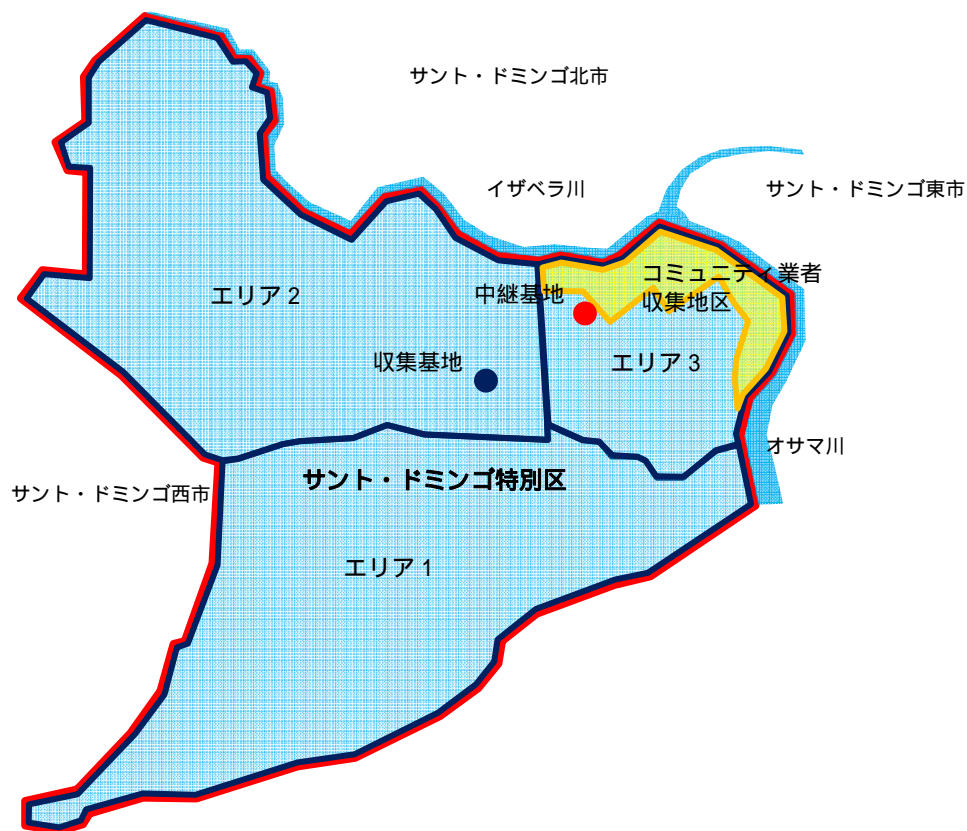 サント・ドミンゴ北市
イザベラ川
サント・ドミンゴ東市
コミュニティ業者
収集地区
エリア2
中継基地
エリア3
収集基地
オサマ川
サント・ドミンゴ特別区
サント・ドミンゴ西市
エリア1